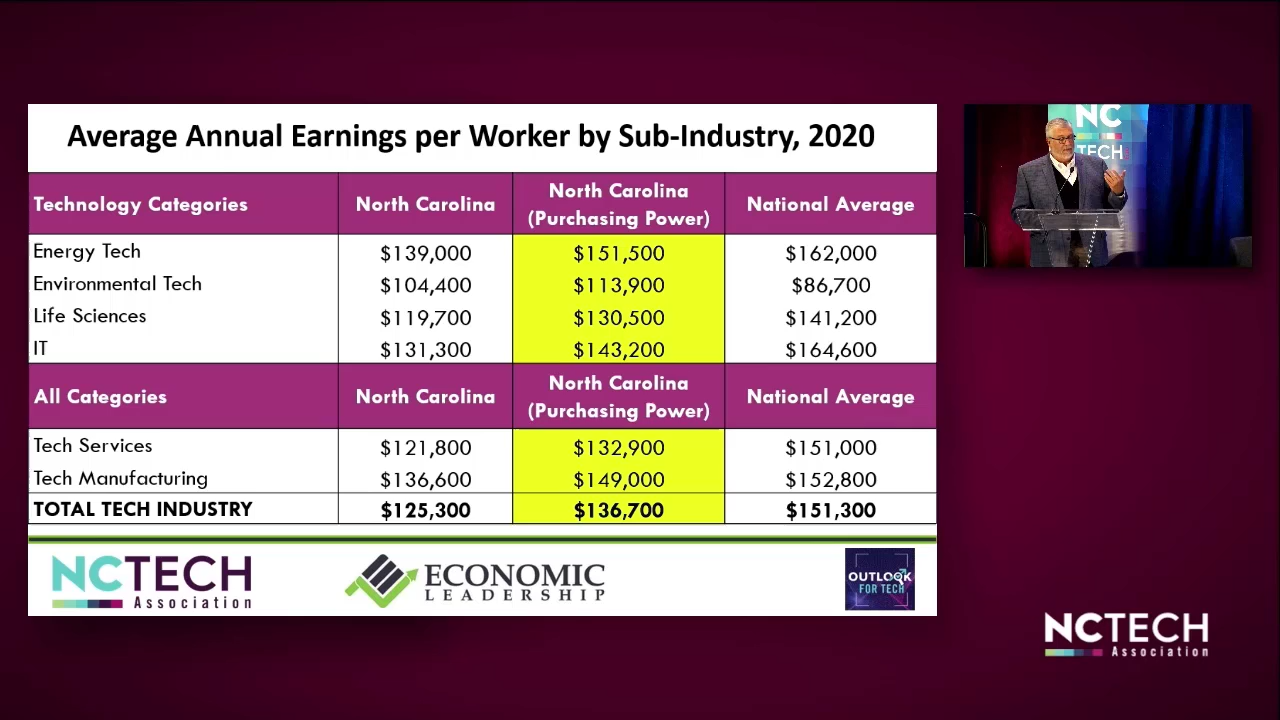 Average Annual Earnings per Worker by Sub-Industry, 2020
Technology Categories North Carolina North Carolina (Purchasing Power) National Average
Energy Tech $139,000 $151,500 $162,000
Environmental Tech $104,400 $113,900 $86,700
Life Sciences $119,700 $130,500 $141,200
IT $131,300 $143,200 $164,600
All Categories North Carolina North Carolina (Purchasing Power) National Average
Tech Services $121,800 $132,900 $151,000
Tech Manufacturing $136,600 $149,000 $152,800
TOTAL TECH INDUSTRY $125,300 $136,700 $151,300
NCTECH
Association
ECONOMIC
LEADERSHIP
OUTLOOK
FOR TECH
NC
TECH
NCTECH
Association